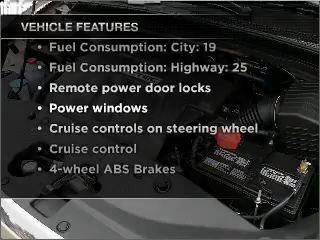 VEHICLE FEATURES
• Fuel Consumption: City: 19
• Fuel Consumption: Highway: 25
• Remote power door locks
• Power windows
• Cruise controls on steering wheel
• Cruise control
• 4-wheel ABS Brakes